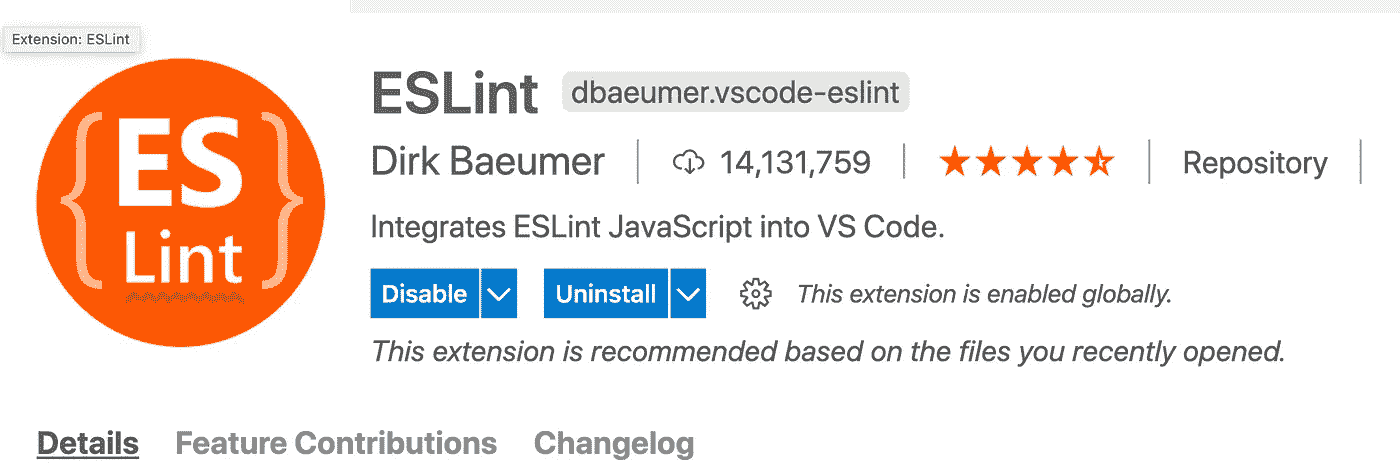 Extension: ESLint
{ES
Lint}
ESLint dbaeumer.vscode-eslint
Dirk Baeumer | 14,131,759 | Repository |
Integrates ESLint JavaScript into VS Code.
Disable Uninstall This extension is enabled globally.
This extension is recommended based on the files you recently opened.
Details Feature Contributions Changelog